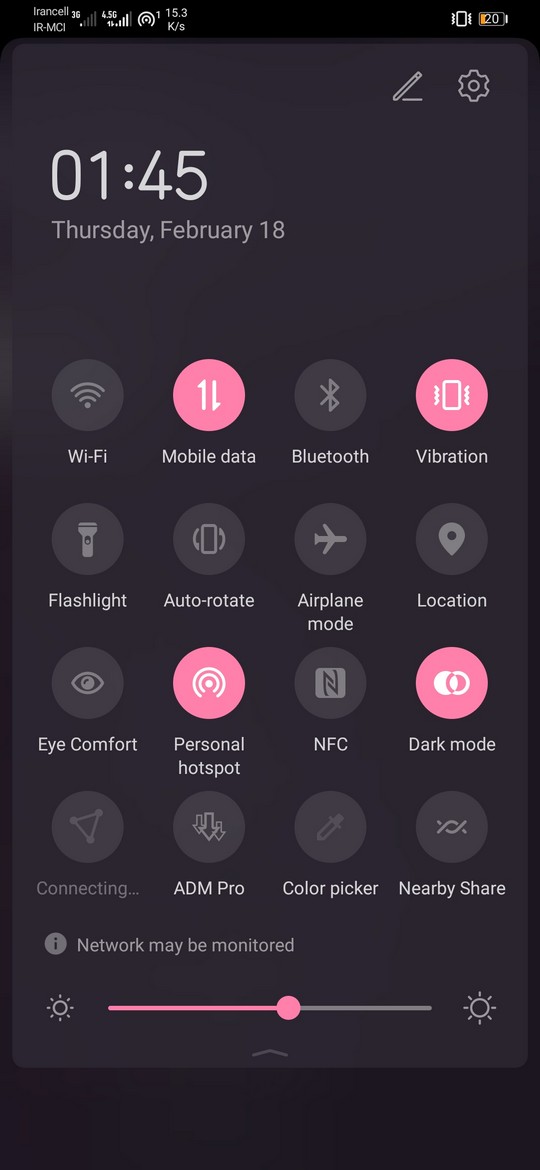 Irancell 3G 4.5G 1 15.3
IR-MCI K/s 20
01:45
Thursday, February 18
Wi-Fi Mobile data Bluetooth Vibration
Flashlight Auto-rotate Airplane Location
mode
Eye Comfort Personal NFC Dark mode
hotspot
Connecting... ADM Pro Color picker Nearby Share
Network may be monitored